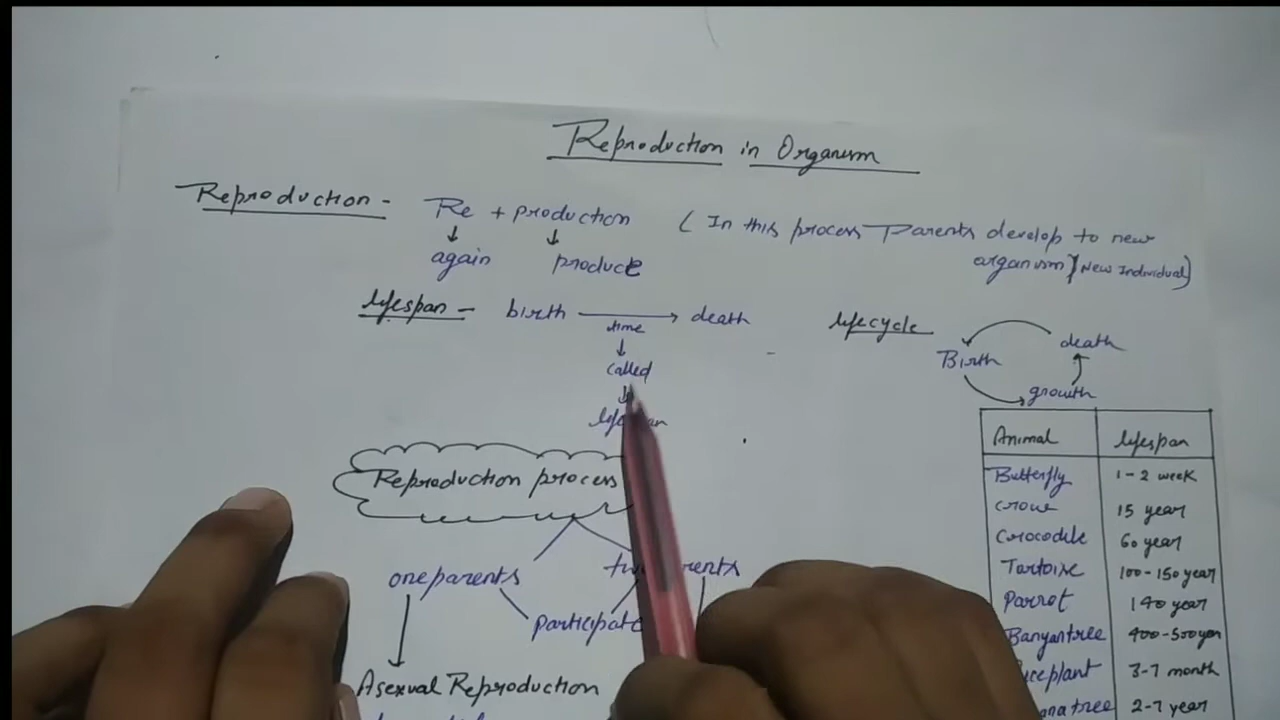 Reproduction in Organism
Reproduction - Re + production ( In this process Parents develop to new
again produce organism) (New Individual)
lifespan - birth → death
time
called
lifecycle
Birth death
growth
Reproduction process
one parents
participate
Asexual Reproduction
Animal lifespan
Butterfly 1-2 week
Crow 15 year
Crocodile 60 year
Tortoise 100-150 year
Parrot 140 year
Banyantree 400-500 year
3-7 month
2-7 year